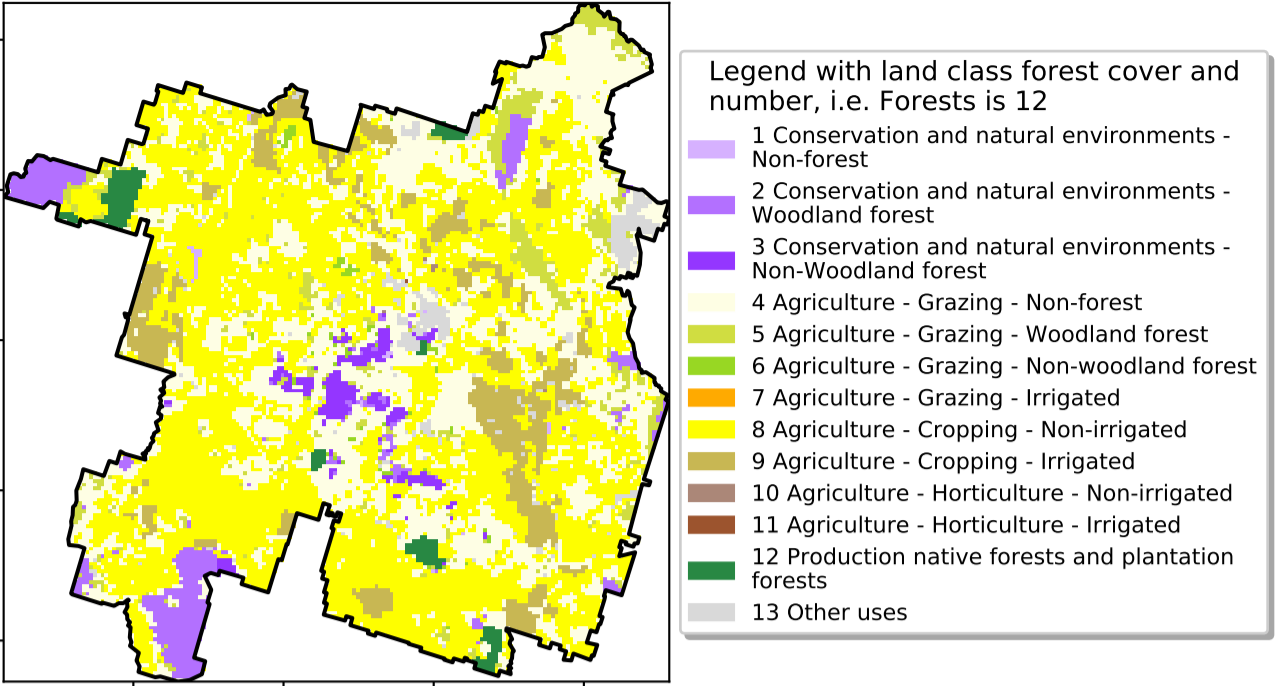 Legend with land class forest cover and
number, i.e. Forests is 12
1 Conservation and natural environments -
Non-forest
2 Conservation and natural environments -
Woodland forest
3 Conservation and natural environments -
Non-Woodland forest
4 Agriculture - Grazing - Non-forest
5 Agriculture - Grazing - Woodland forest
6 Agriculture - Grazing - Non-woodland forest
7 Agriculture - Grazing - Irrigated
8 Agriculture - Cropping - Non-irrigated
9 Agriculture - Cropping - Irrigated
10 Agriculture - Horticulture - Non-irrigated
11 Agriculture - Horticulture - Irrigated
12 Production native forests and plantation
forests
13 Other uses